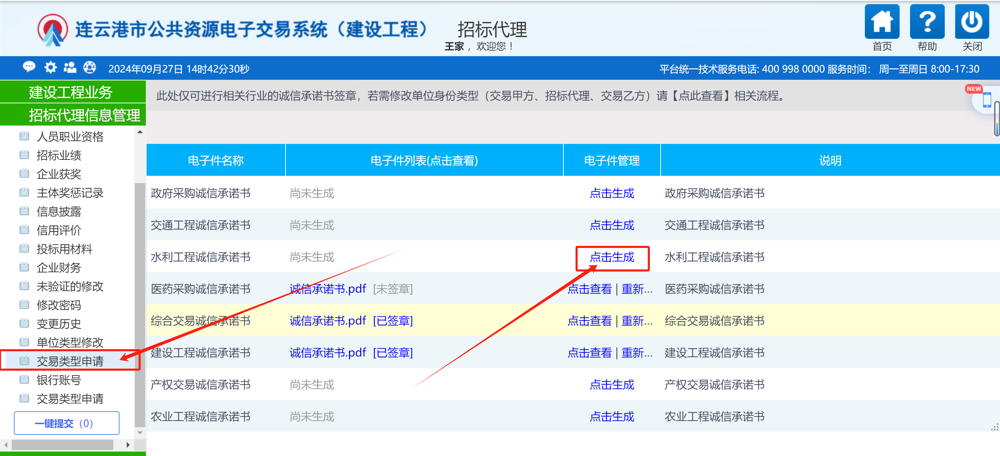 连云港市公共资源电子交易系统（建设工程） 招标代理
王家，欢迎您！
首页 帮助 关闭
2024年09月27日 14时42分30秒 平台统一技术服务电话: 400 998 0000 服务时间： 周一至周日 8:00-17:30
建设工程业务
招标代理信息管理
人员职业资格
招标业绩
企业获奖
主体奖惩记录
信息披露
信用评价
投标用材料
企业财务
未验证的修改
修改密码
变更历史
单位类型修改
交易类型申请
银行账号
交易类型申请
一键提交（0）
此处仅可进行相关行业的诚信承诺书签章，若需修改单位身份类型（交易甲方、招标代理、交易乙方）请【点此查看】相关流程。
NEW
电子件名称 电子件列表(点击查看) 电子件管理 说明
政府采购诚信承诺书 尚未生成 点击生成 政府采购诚信承诺书
交通工程诚信承诺书 尚未生成 点击生成 交通工程诚信承诺书
水利工程诚信承诺书 尚未生成 点击生成 水利工程诚信承诺书
医药采购诚信承诺书 诚信承诺书.pdf [未签章] 点击查看 | 重新... 医药采购诚信承诺书
综合交易诚信承诺书 诚信承诺书.pdf [已签章] 点击查看 | 重新... 综合交易诚信承诺书
建设工程诚信承诺书 诚信承诺书.pdf [已签章] 点击查看 | 重新... 建设工程诚信承诺书
产权交易诚信承诺书 尚未生成 点击生成 产权交易诚信承诺书
农业工程诚信承诺书 尚未生成 点击生成 农业工程诚信承诺书